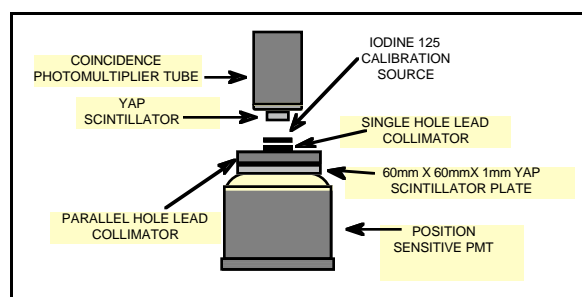 COINCIDENCE
PHOTOMULTIPLIER TUBE
YAP
SCINTILLATOR
IODINE 125
CALIBRATION
SOURCE
SINGLE HOLE LEAD
COLLIMATOR
60mm X 60mmX 1mm YAP
SCINTILLATOR PLATE
PARALLEL HOLE LEAD
COLLIMATOR
POSITION
SENSITIVE PMT